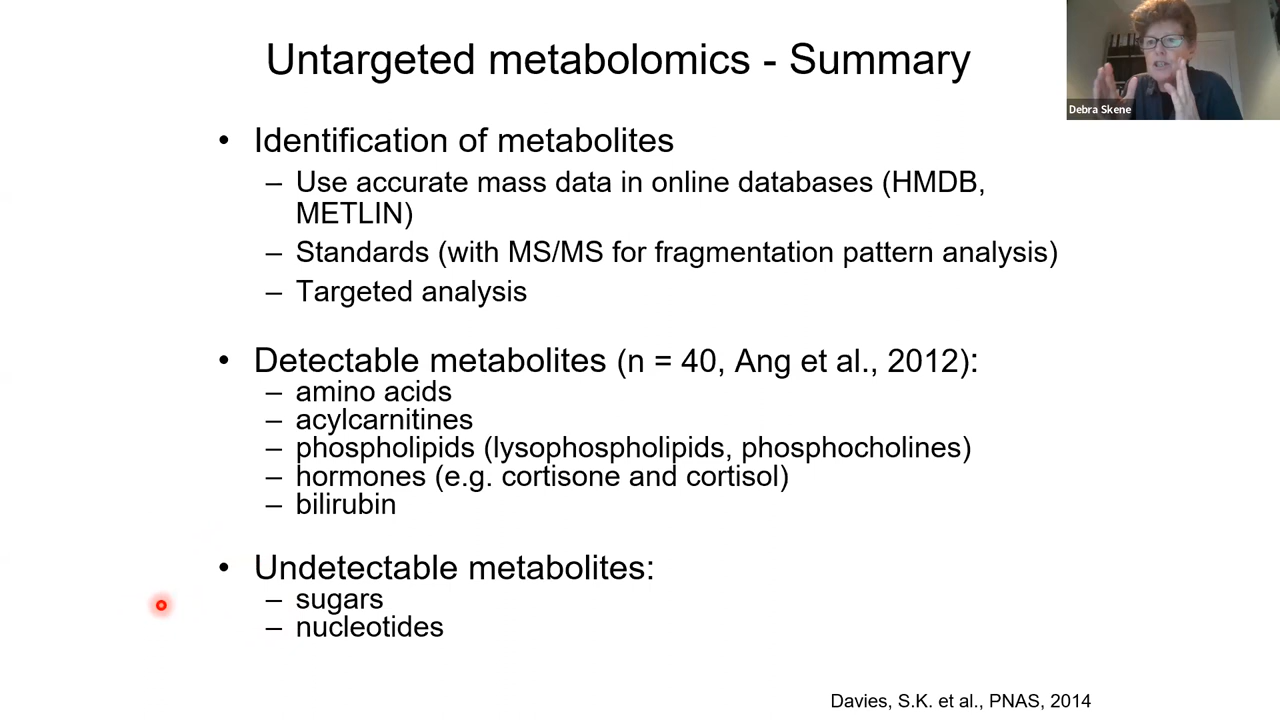 Untargeted metabolomics - Summary
Debra Skene
• Identification of metabolites
– Use accurate mass data in online databases (HMDB,
METLIN)
– Standards (with MS/MS for fragmentation pattern analysis)
– Targeted analysis
• Detectable metabolites (n = 40, Ang et al., 2012):
– amino acids
– acylcarnitines
– phospholipids (lysophospholipids, phosphocholines)
– hormones (e.g. cortisone and cortisol)
– bilirubin
• Undetectable metabolites:
– sugars
– nucleotides
Davies, S.K. et al., PNAS, 2014